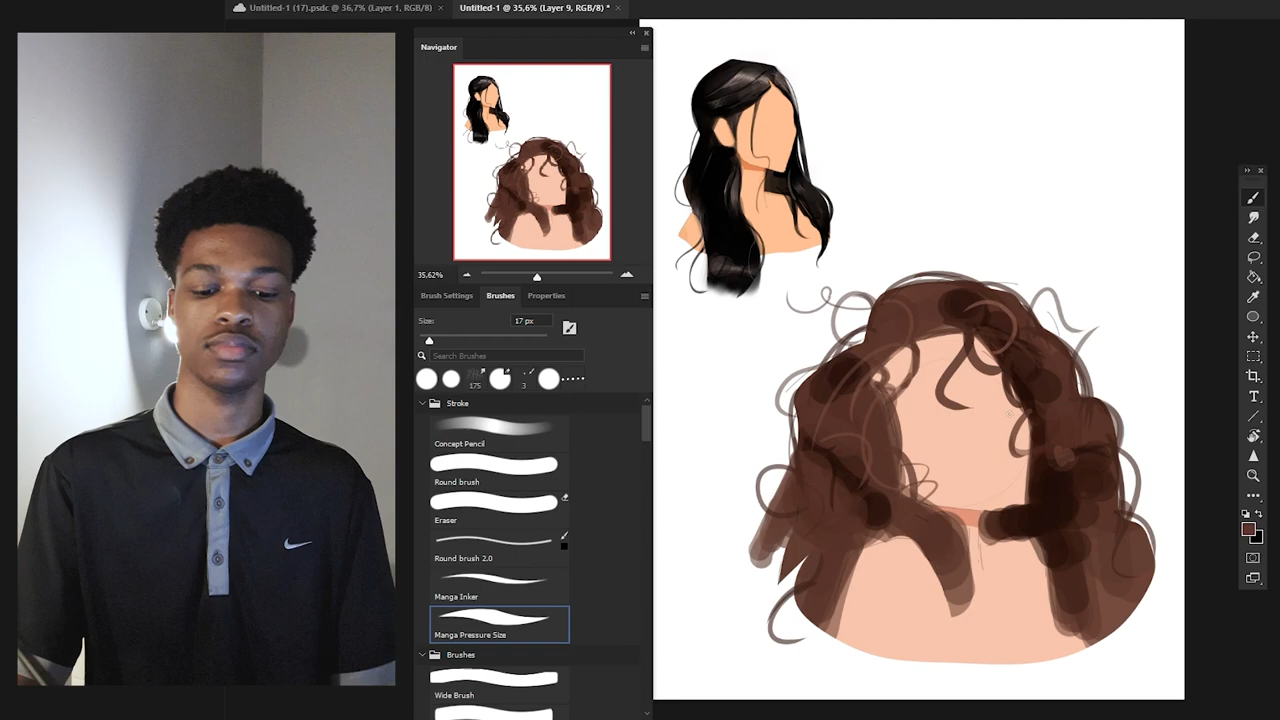 Untitled-1 (17).psdc @ 36,7% (Layer 1, RGB/8) ×
Untitled-1 @ 35,6% (Layer 9, RGB/8) * ×
Navigator
35,62%
Brush Settings
Brushes
Properties
Size:
17 px
Search Brushes
175
3
Stroke
Concept Pencil
Round brush
Eraser
Round brush 2.0
Manga Inker
Manga Pressure Size
Brushes
Wide Brush